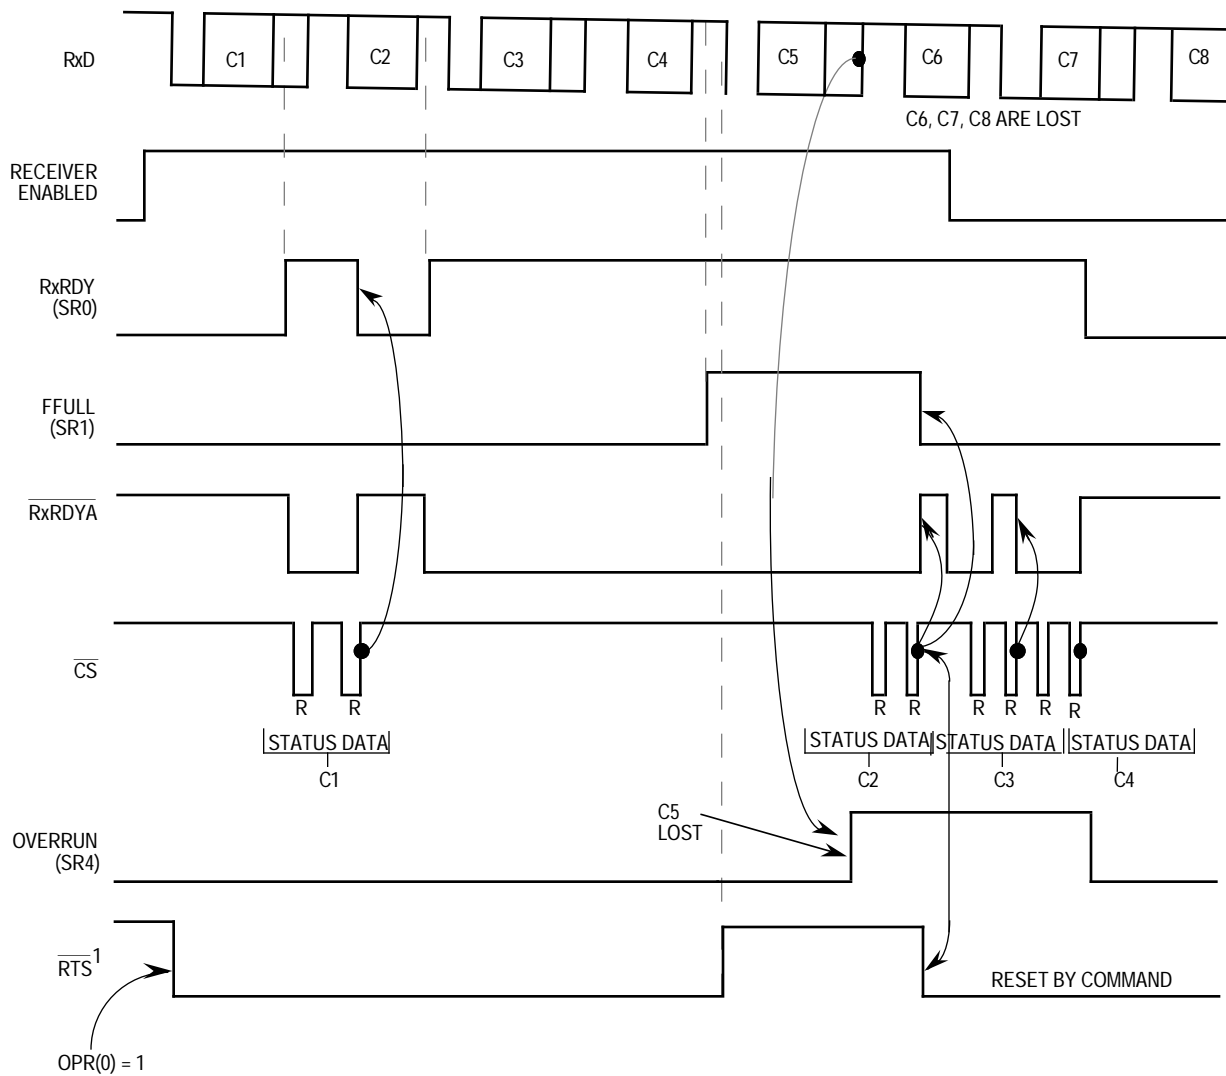 RxD
C1
C2
C3
C4
C5
C6
C7
C8
C6, C7, C8 ARE LOST
RECEIVER
ENABLED
RxRDY
(SR0)
FFULL
(SR1)
RxRDYA
CS
R
R
R
R
R
R
R
R
STATUS DATA
STATUS DATA
STATUS DATA
STATUS DATA
C1
C2
C3
C4
C5
LOST
OVERRUN
(SR4)
RTS1
RESET BY COMMAND
OPR(0) = 1